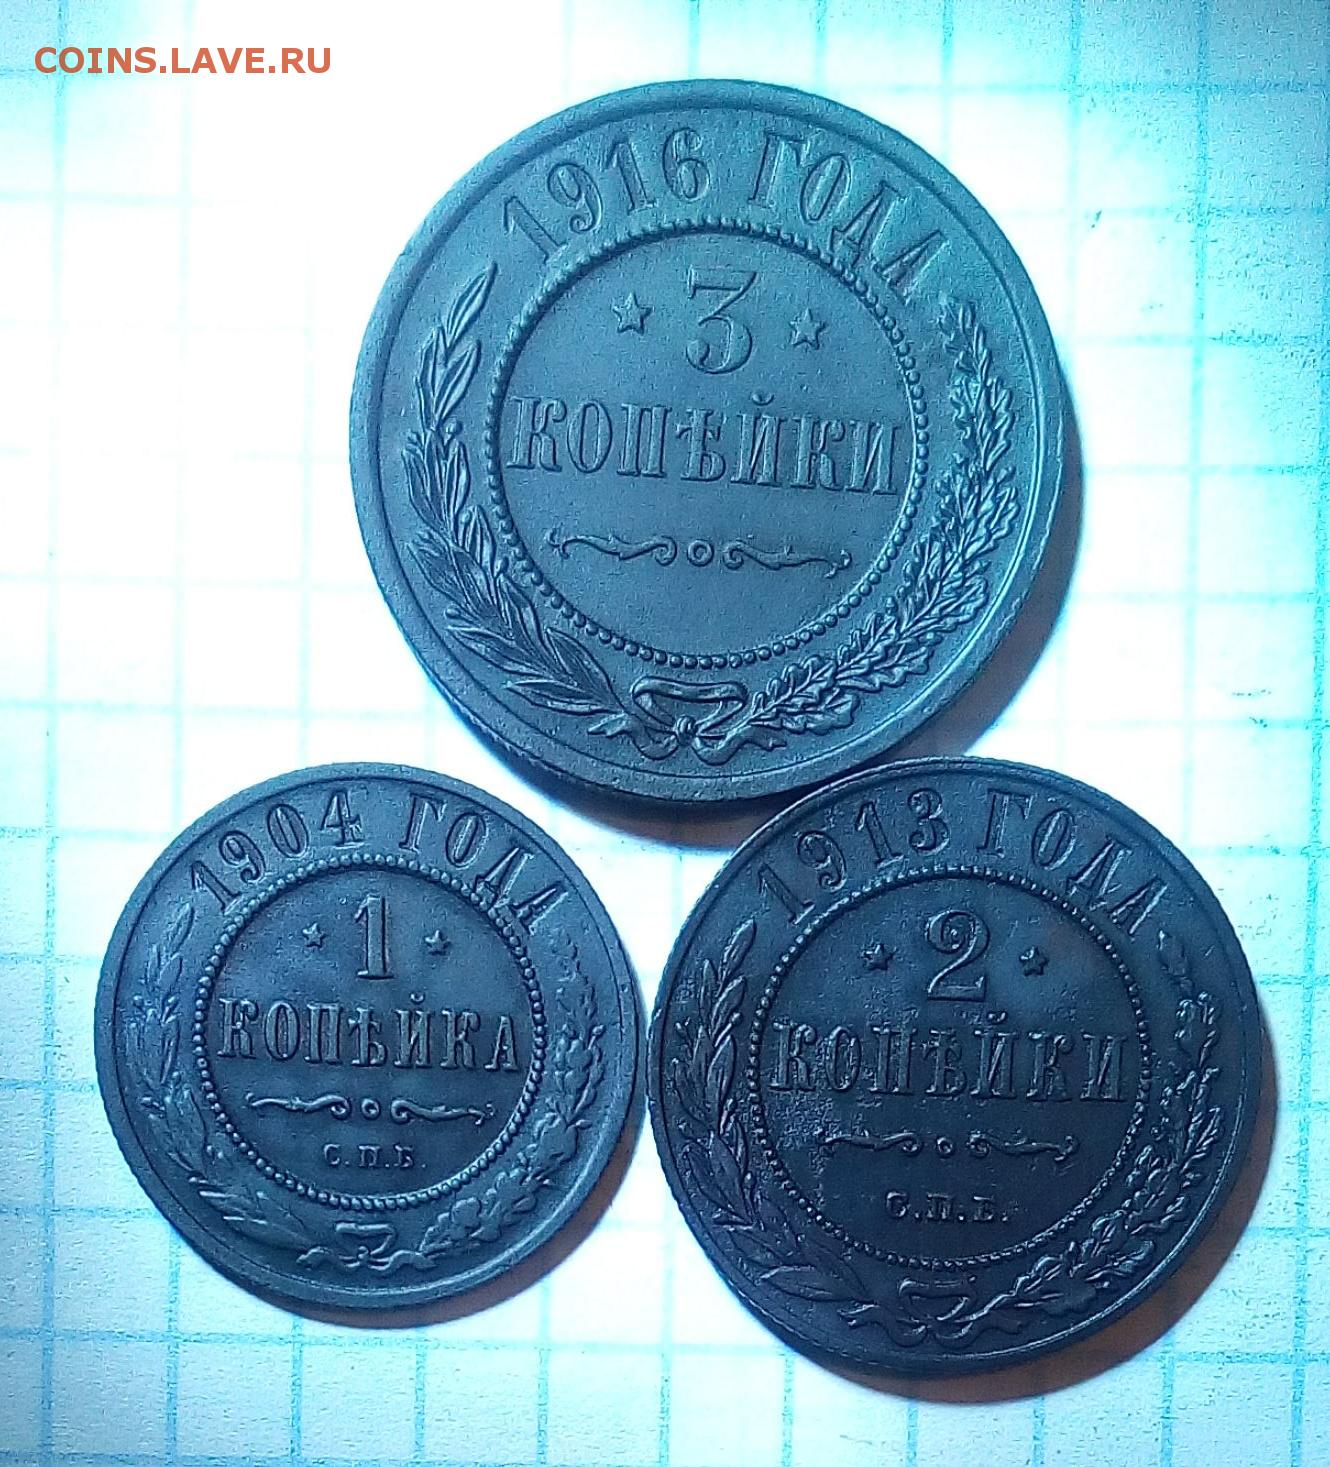 COINS.LAVE.RU
1916 ГОДА
3
КОПѢЙКИ
1904 ГОДА
1
КОПѢЙКА
С.П.Б.
1913 ГОДА
2
КОПѢЙКИ
С.П.Б.